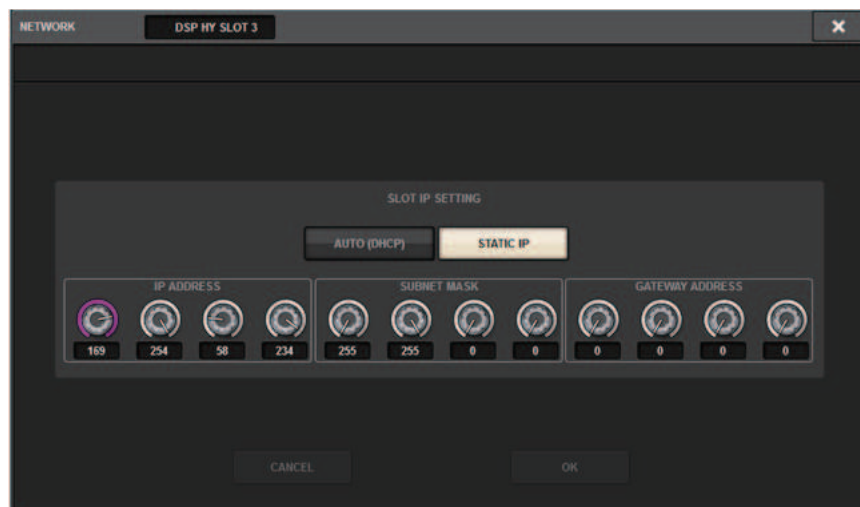 NETWORK DSP HY SLOT 3
SLOT IP SETTING
AUTO (DHCP) STATIC IP
IP ADDRESS SUBNET MASK GATEWAY ADDRESS
169 254 58 234 255 255 0 0 0 0 0 0
CANCEL OK